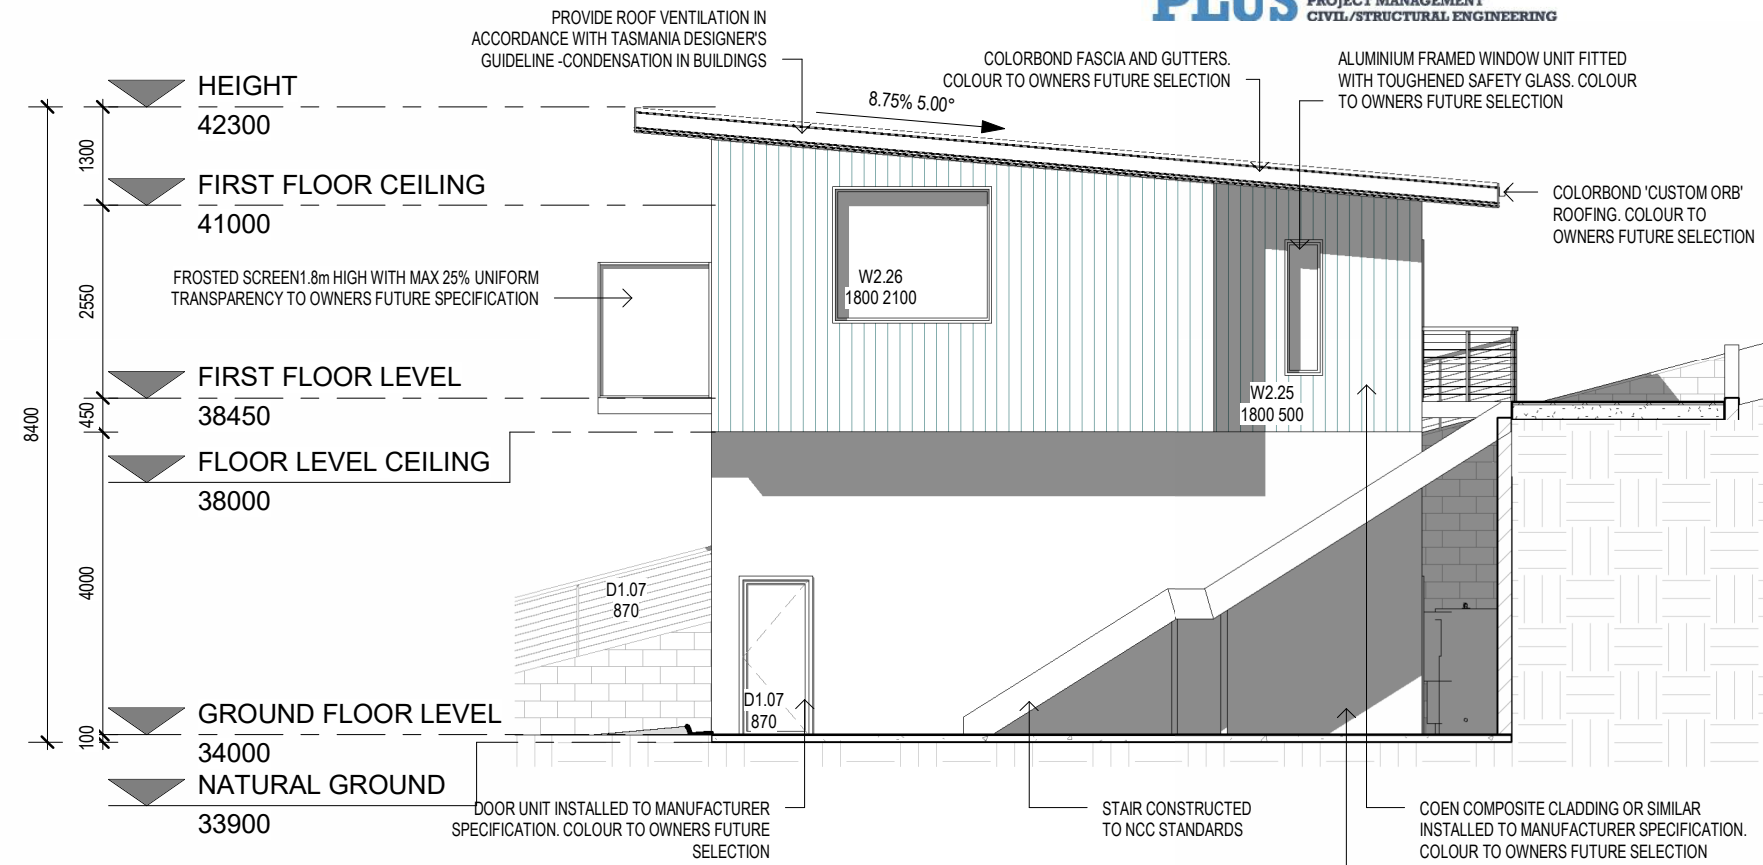 PLUS
PROJECT MANAGEMENT
CIVIL/STRUCTURAL ENGINEERING
PROVIDE ROOF VENTILATION IN
ACCORDANCE WITH TASMANIA DESIGNER'S
GUIDELINE -CONDENSATION IN BUILDINGS
COLORBOND FASCIA AND GUTTERS.
COLOUR TO OWNERS FUTURE SELECTION
ALUMINIUM FRAMED WINDOW UNIT FITTED
WITH TOUGHENED SAFETY GLASS. COLOUR
TO OWNERS FUTURE SELECTION
8.75% 5.00°
COLORBOND 'CUSTOM ORB'
ROOFING. COLOUR TO
OWNERS FUTURE SELECTION
HEIGHT
42300
FIRST FLOOR CEILING
41000
FROSTED SCREEN1.8m HIGH WITH MAX 25% UNIFORM
TRANSPARENCY TO OWNERS FUTURE SPECIFICATION
FIRST FLOOR LEVEL
38450
FLOOR LEVEL CEILING
38000
GROUND FLOOR LEVEL
34000
NATURAL GROUND
33900
8400
1300
2550
450
4000
100
W2.26
1800 2100
W2.25
1800 500
D1.07
870
D1.07
870
DOOR UNIT INSTALLED TO MANUFACTURER
SPECIFICATION. COLOUR TO OWNERS FUTURE
SELECTION
STAIR CONSTRUCTED
TO NCC STANDARDS
COEN COMPOSITE CLADDING OR SIMILAR
INSTALLED TO MANUFACTURER SPECIFICATION.
COLOUR TO OWNERS FUTURE SELECTION